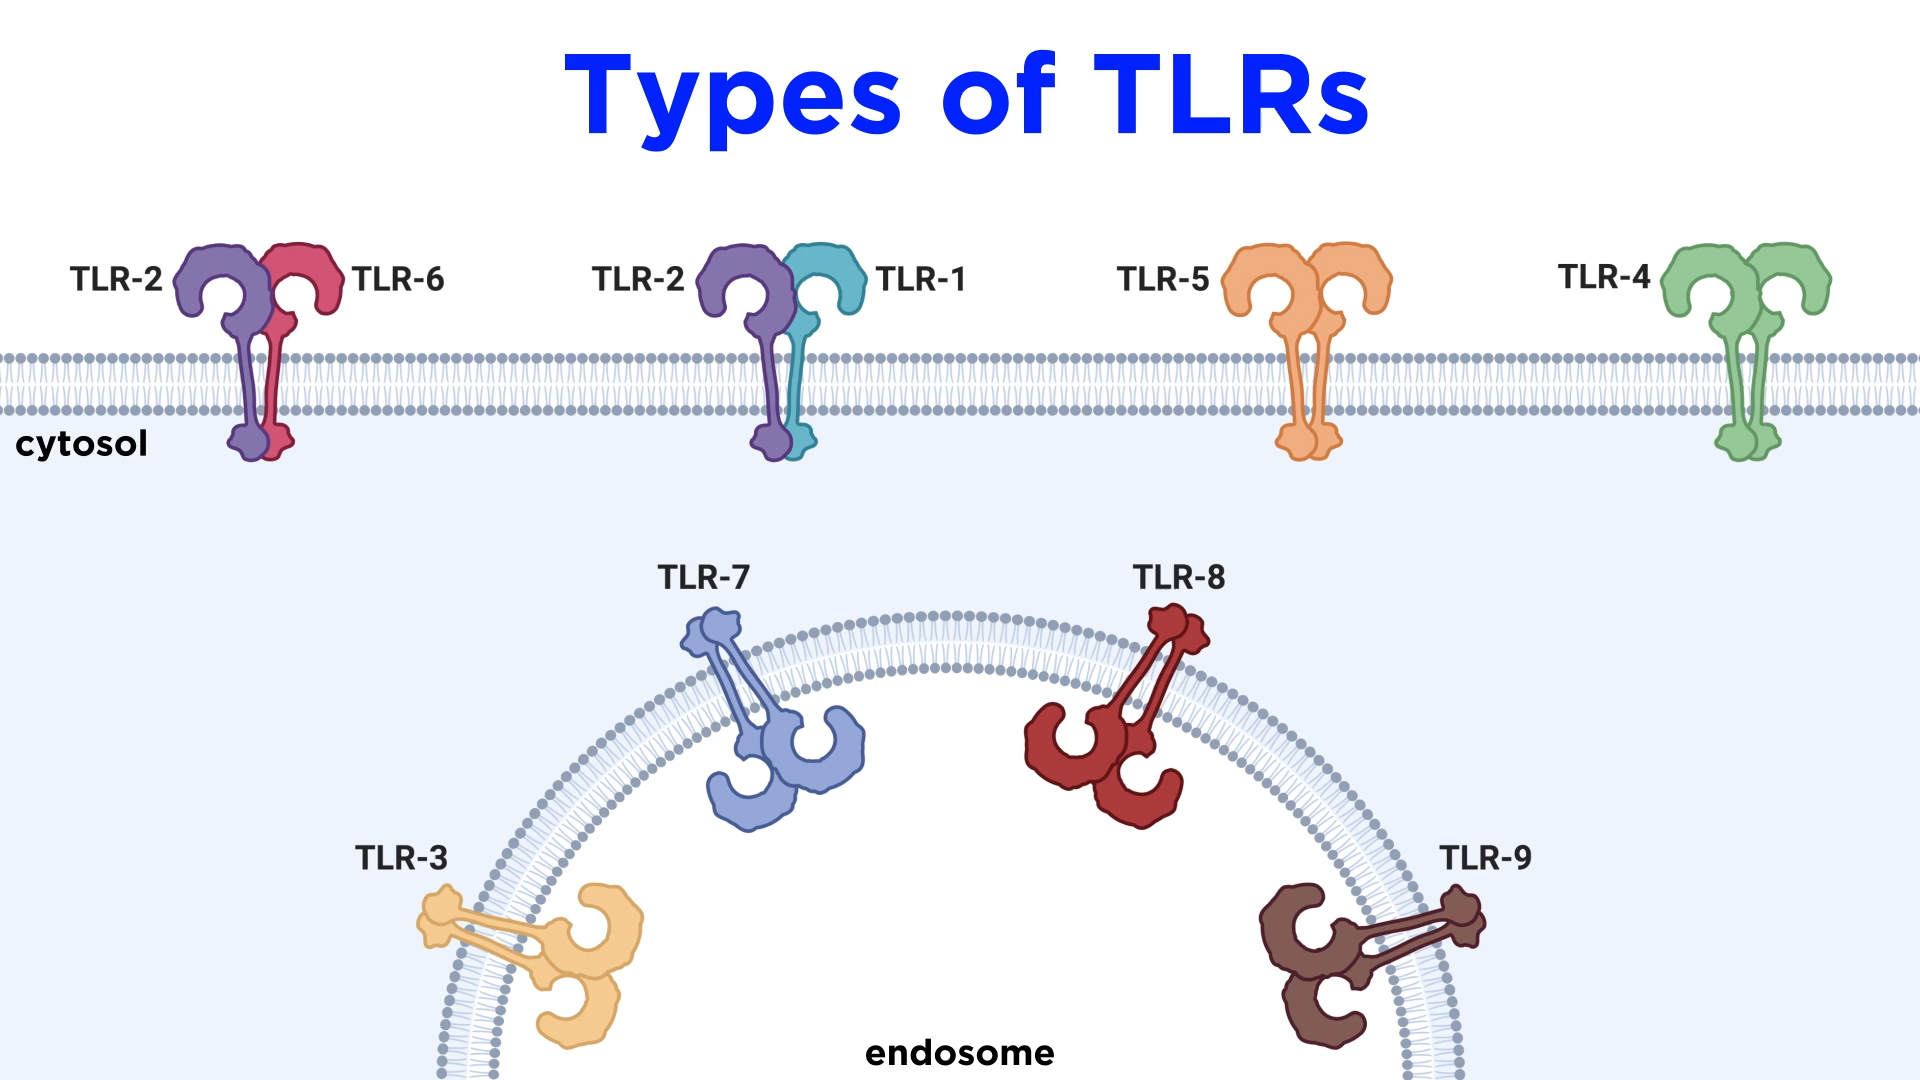 Types of TLRs
TLR-2
TLR-6
TLR-2
TLR-1
TLR-5
TLR-4
cytosol
TLR-7
TLR-8
TLR-3
TLR-9
endosome